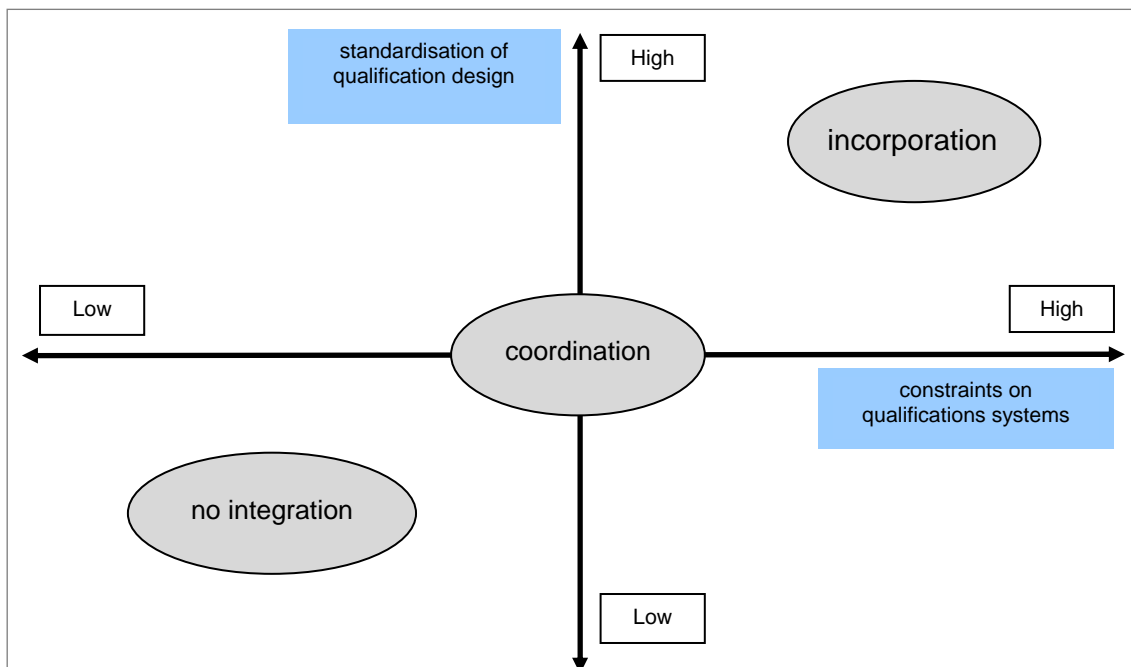 standardisation of
qualification design
High
incorporation
Low
High
coordination
constraints on
qualifications systems
no integration
Low